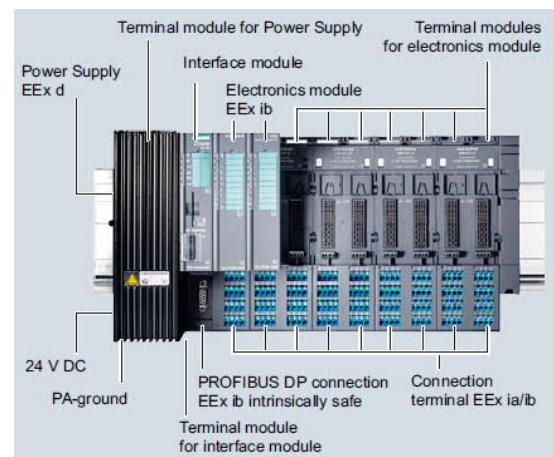 Terminal module for Power Supply
Terminal modules
for electronics module
Interface module
Power Supply
EEx d
Electronics module
EEx ib
24 V DC
PA-ground
PROFIBUS DP connection
EEx ib intrinsically safe
Connection
terminal EEx ia/ib
Terminal module
for interface module